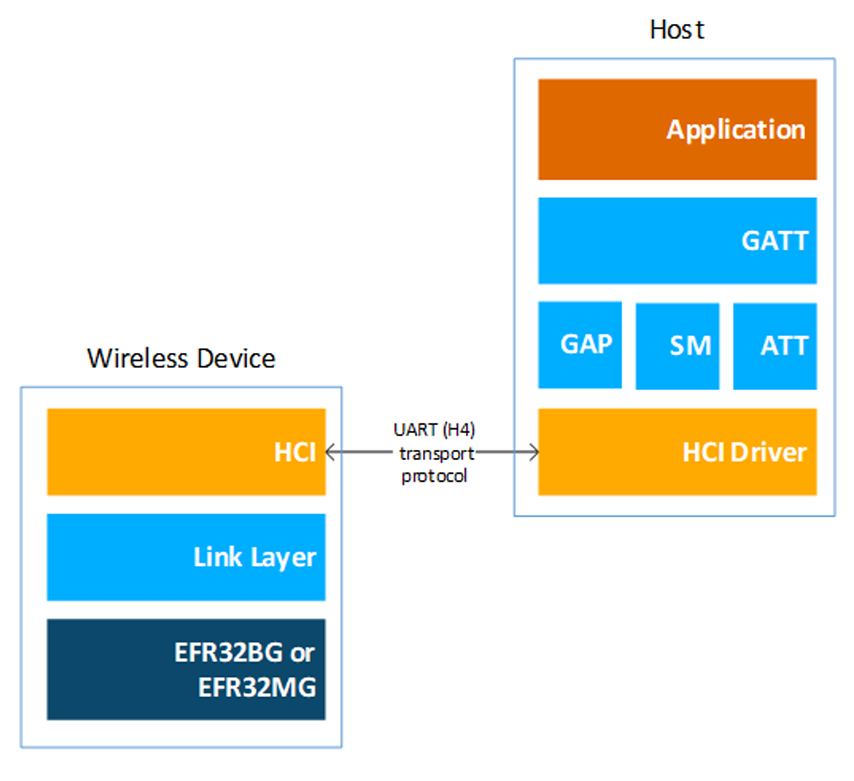 Host
Application
GATT
GAP
SM
ATT
HCI Driver
Wireless Device
HCI
Link Layer
EFR32BG or
EFR32MG
UART (H4)
transport
protocol